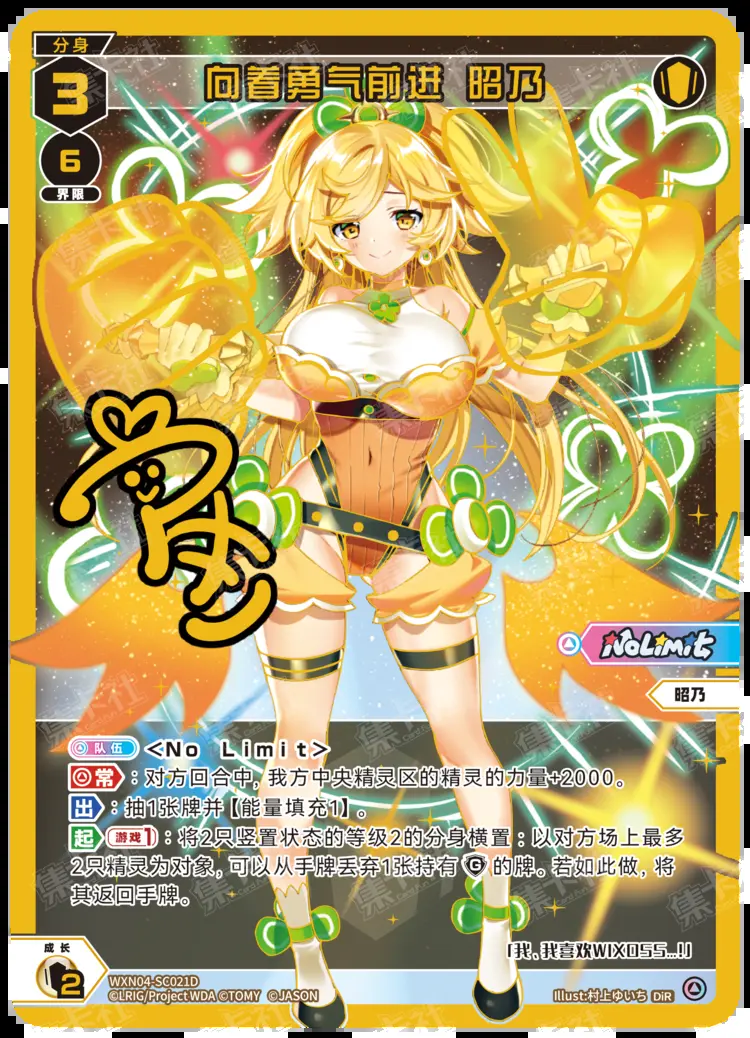 分身
3
向着勇气前进 昭乃
6
界限
NoLimit
昭乃
队伍 <No Limit>
常：对方回合中，我方中央精灵区的精灵的力量+2000。
出：抽1张牌并【能量填充1】。
起 游戏1：将2只竖置状态的等级2的分身横置：以对方场上最多
2只精灵为对象，可以从手牌丢弃1张持有 G 的牌。若如此做，将
其返回手牌。
「我、我喜欢WIXOSS...!」
成长
2
WXN04-SC021D
©LRIG/Project WDA ©TOMY ©JASON
Illust:村上ゆいち DiR